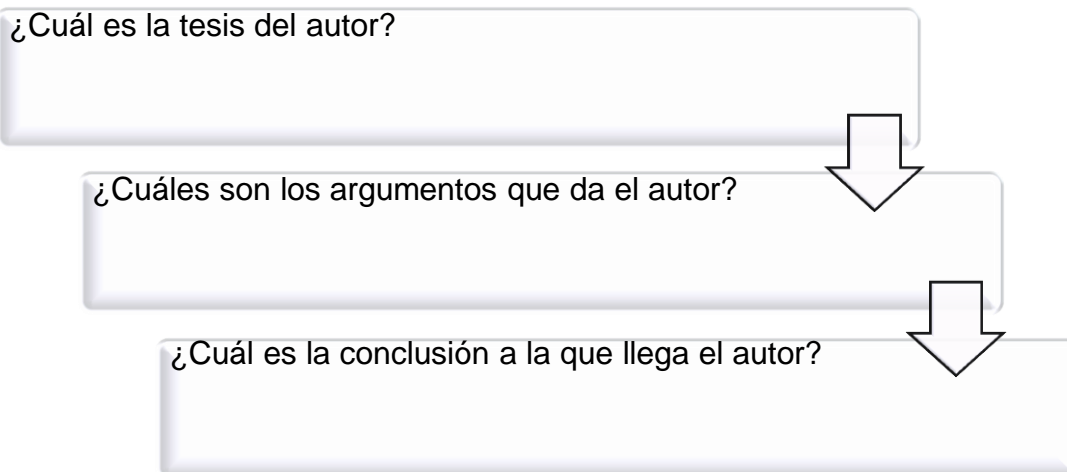 ¿Cuál es la tesis del autor?
¿Cuáles son los argumentos que da el autor?
¿Cuál es la conclusión a la que llega el autor?